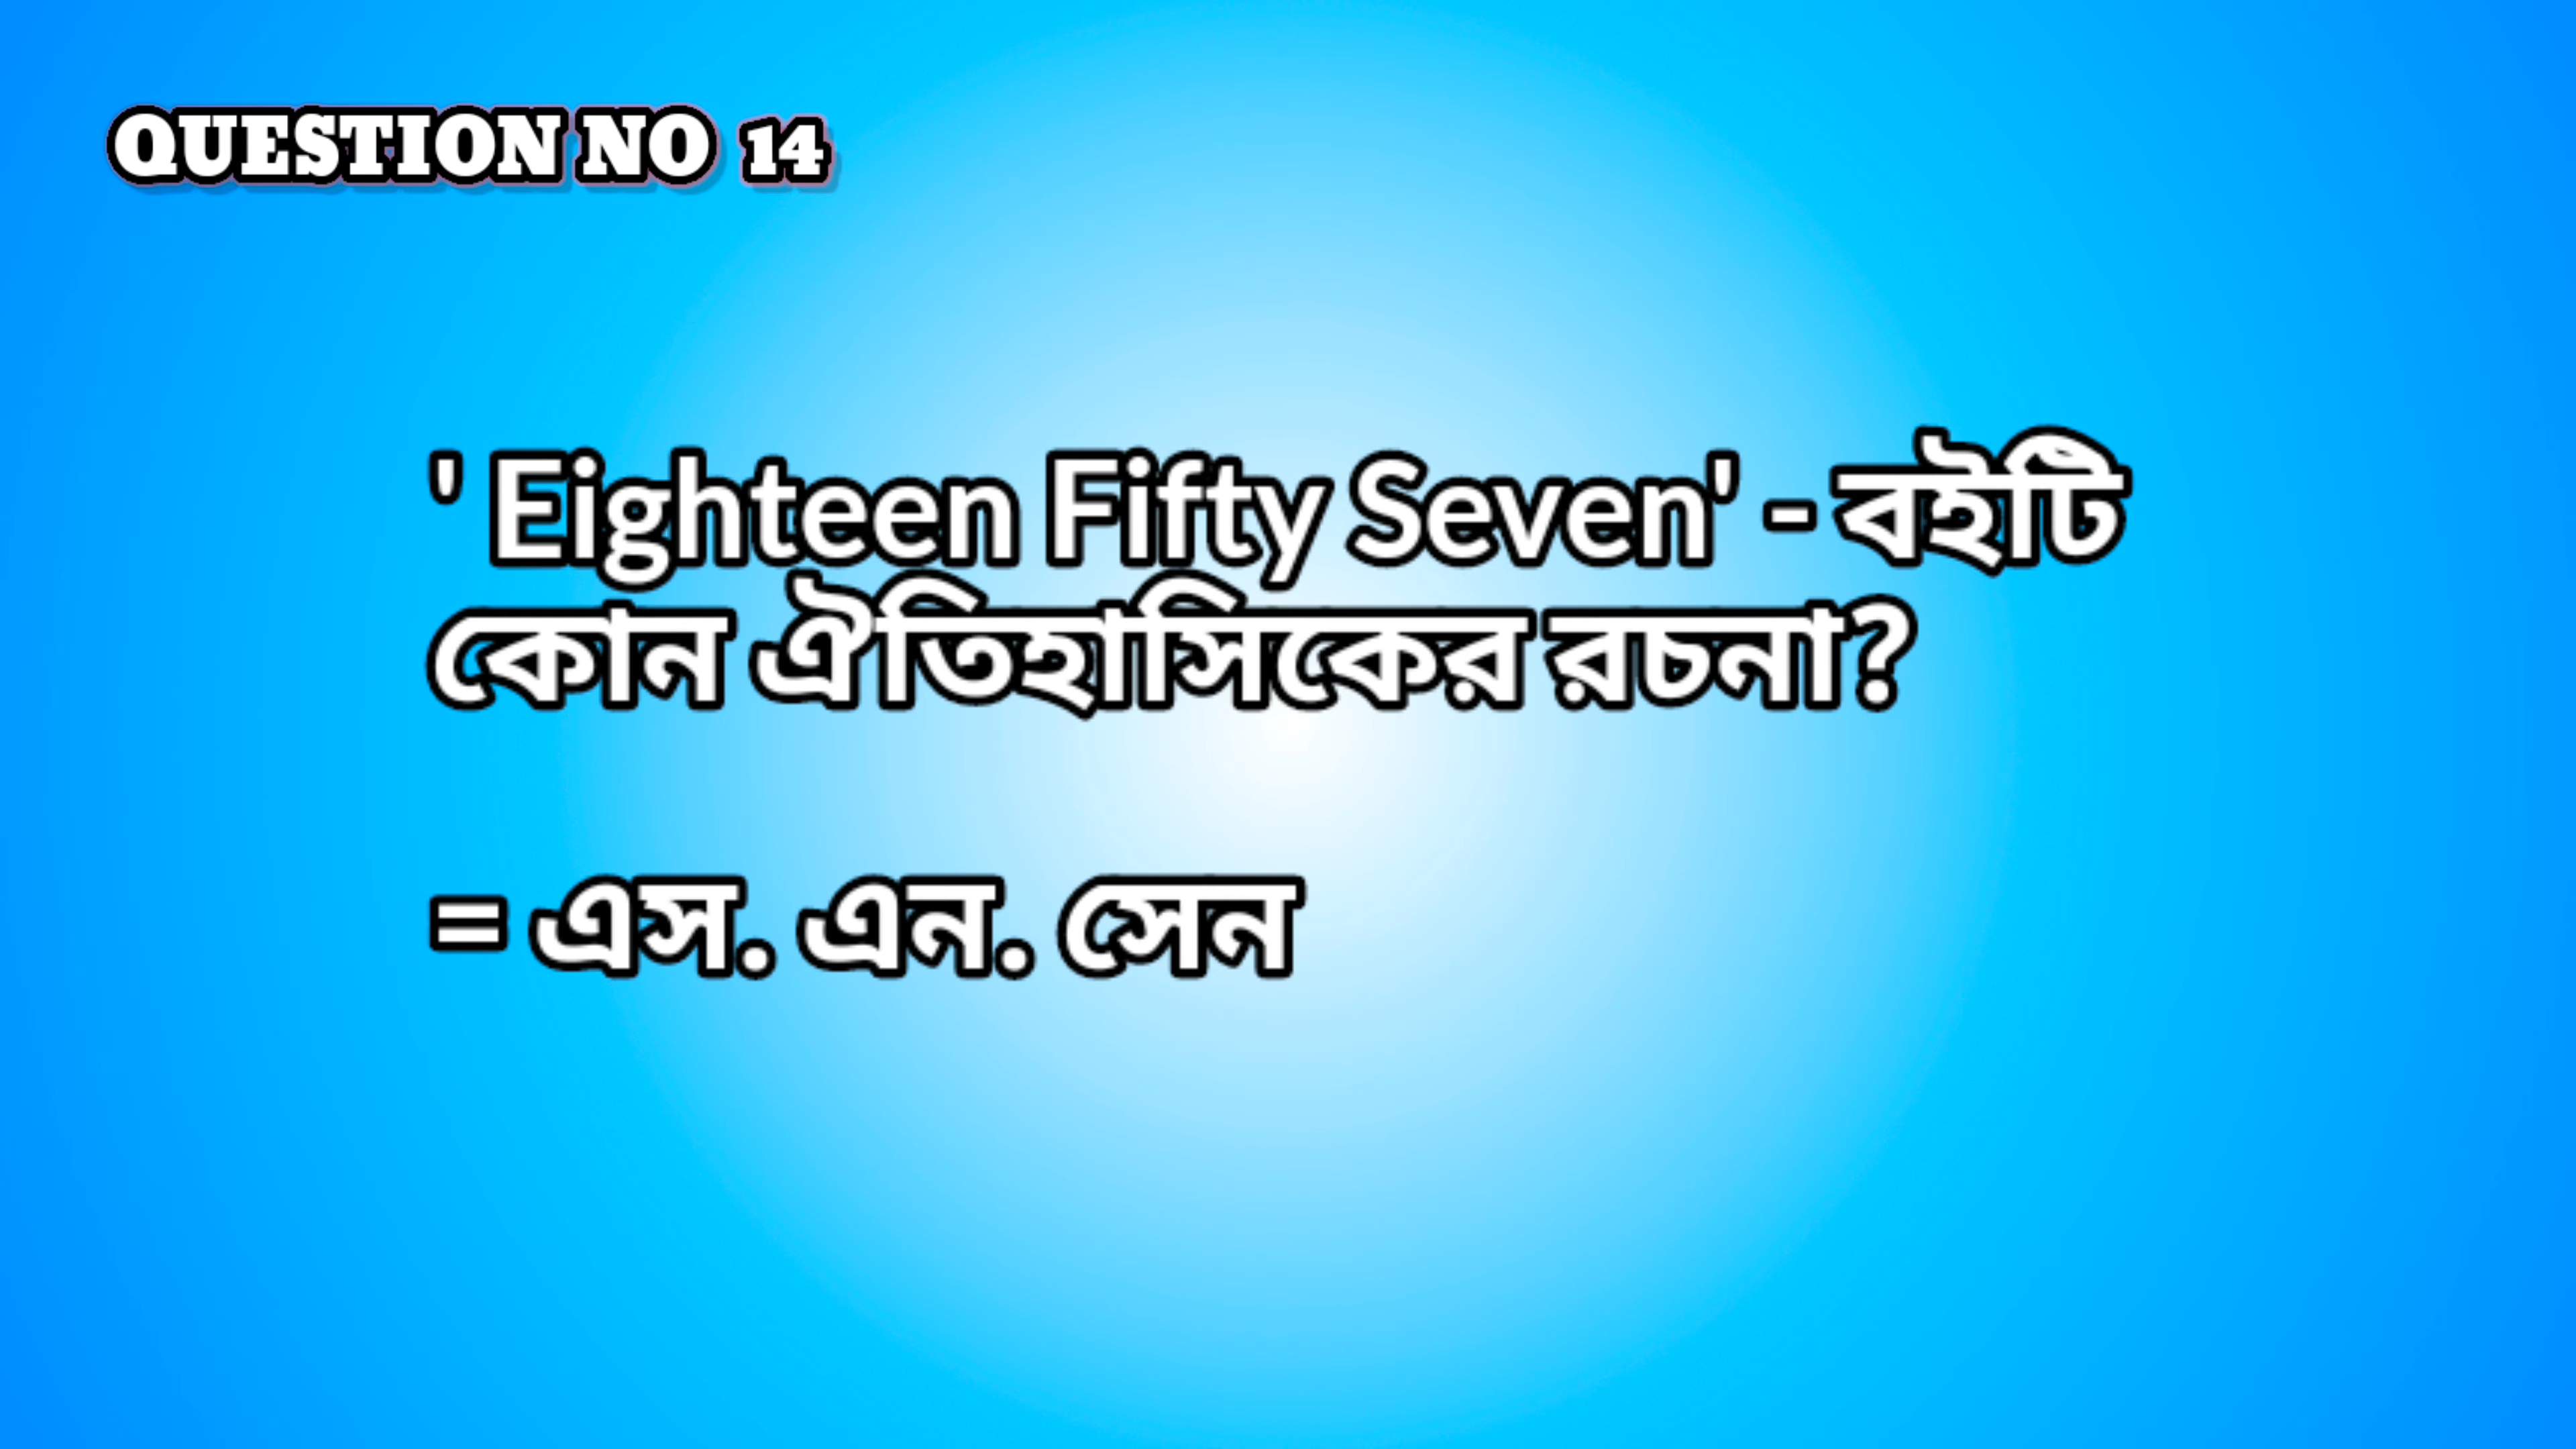 QUESTION NO 14
' Eighteen Fifty Seven' - বইটি
কোন ঐতিহাসিকের রচনা?
= এস. এন. সেন